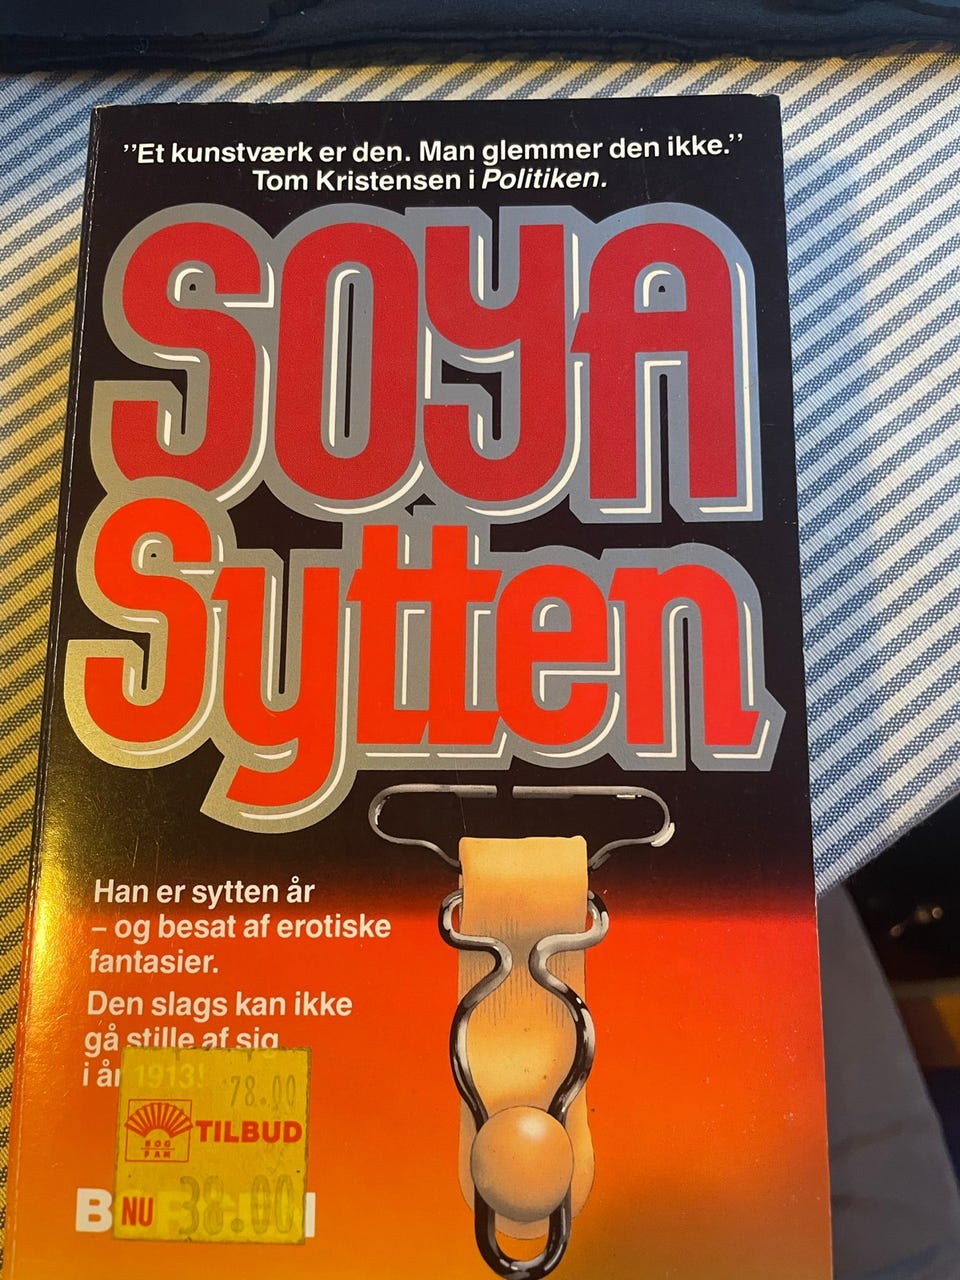 ”Et kunstværk er den. Man glemmer den ikke.”
Tom Kristensen i Politiken.
SOYA
Sytten
Han er sytten år
– og besat af erotiske
fantasier.
Den slags kan ikke
gå stille af sig
i år 1913!
78.00
BOG
FAN
TILBUD
NU 38.00